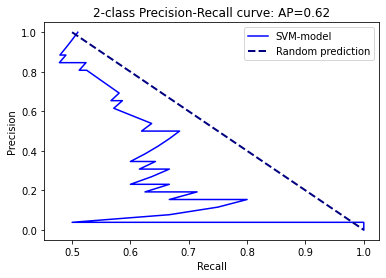 2-class Precision-Recall curve: AP=0.62
SVM-model
Random prediction
Precision
1.0
0.8
0.6
0.4
0.2
0.0
0.5 0.6 0.7 0.8 0.9 1.0
Recall